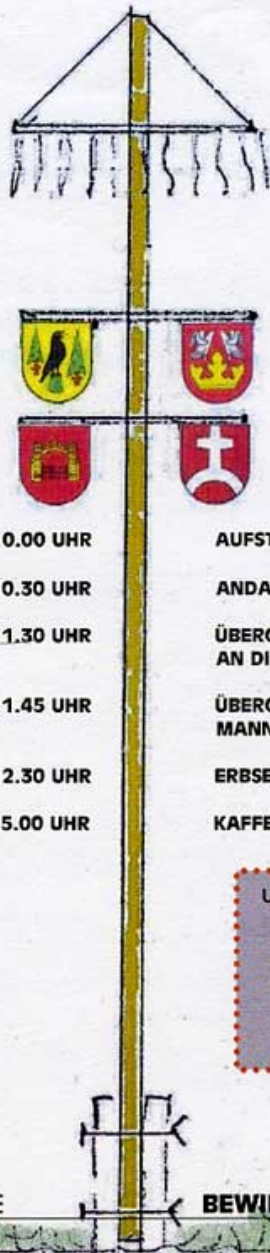 0.00 UHR AUFST
0.30 UHR ANDA
1.30 UHR ÜBERG
AN DI
1.45 UHR ÜBERG
MANN
2.30 UHR ERBSE
5.00 UHR KAFFE
U
E BEWI